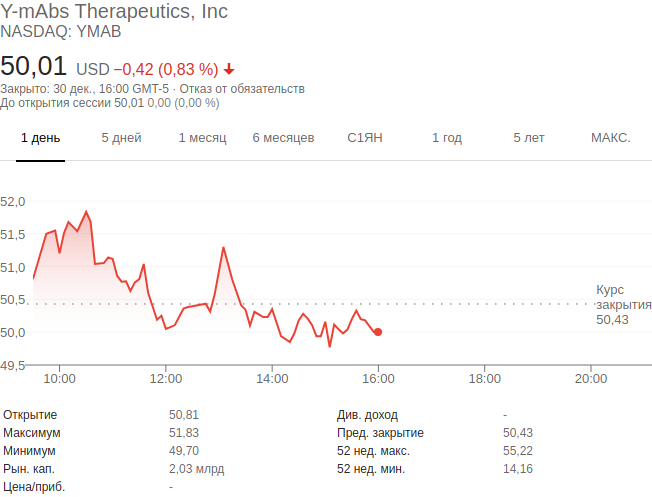 Y-mAbs Therapeutics, Inc
NASDAQ: YMAB
50,01 USD −0,42 (0,83 %)
Закрыто: 30 дек., 16:00 GMT-5 · Отказ от обязательств
До открытия сессии 50,01 0,00 (0,00 %)
1 день 5 дней 1 месяц 6 месяцев С1ЯН 1 год 5 лет МАКС.
52,0
51,5
51,0
50,5
50,0
49,5
Курс
закрытия
50,43
10:00 12:00 14:00 16:00 18:00 20:00
Открытие 50,81 Див. доход -
Максимум 51,83 Пред. закрытие 50,43
Минимум 49,70 52 нед. макс. 55,22
Рын. кап. 2,03 млрд 52 нед. мин. 14,16
Цена/приб. -